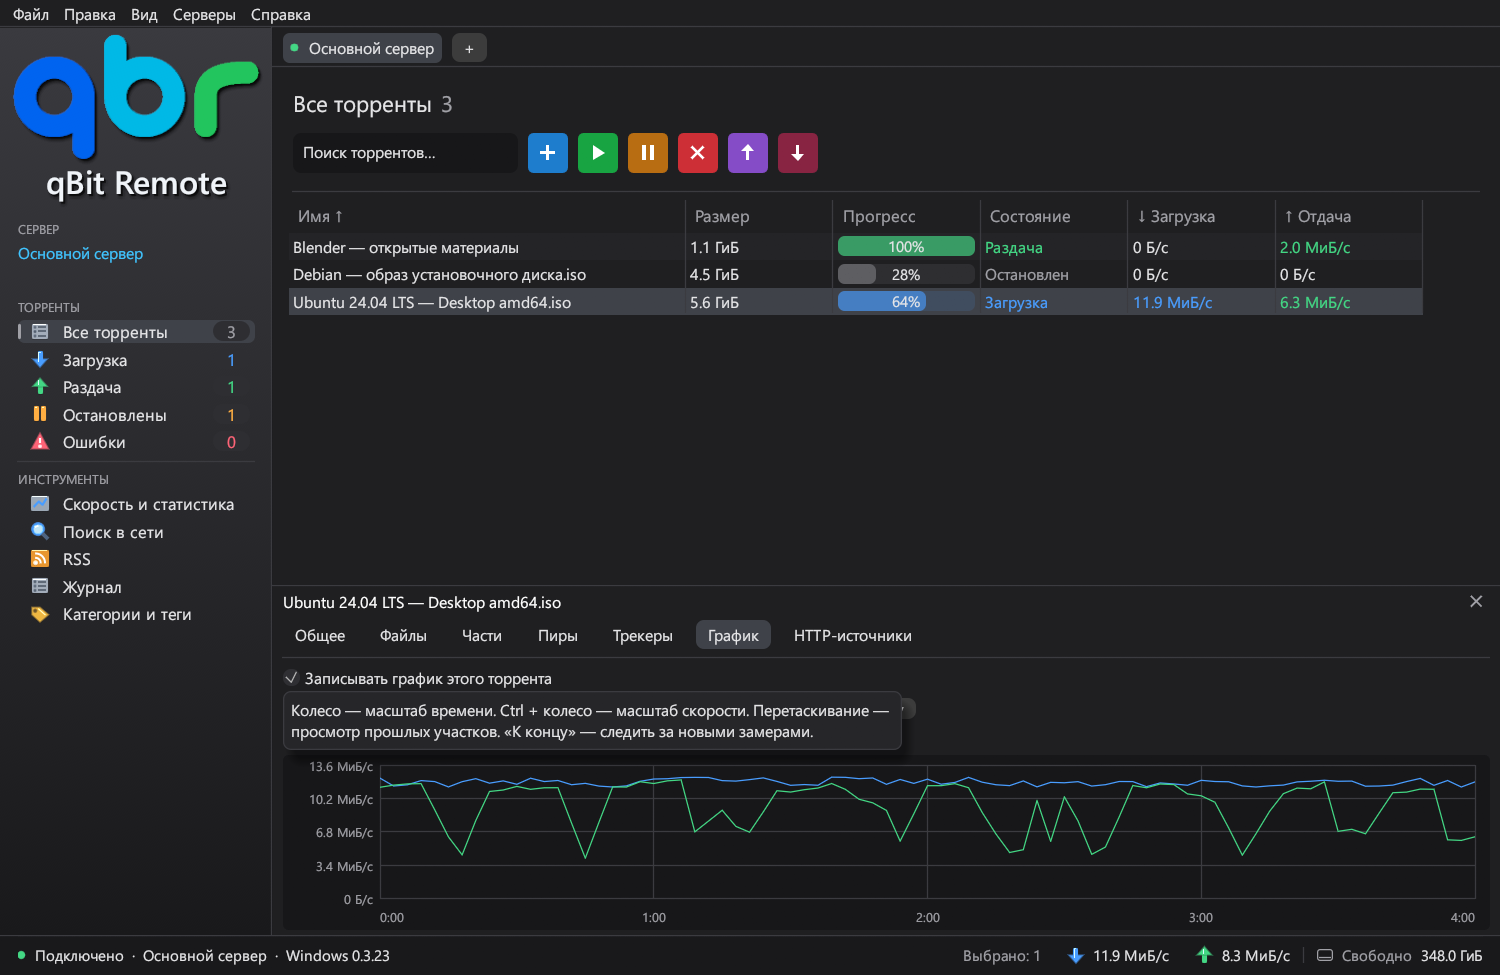 Файл Правка Вид Серверы Справка
qbr
qBit Remote
СЕРВЕР
Основной сервер
ТОРРЕНТЫ
Все торренты 3
Загрузка 1
Раздача 1
Остановлены 1
Ошибки 0
ИНСТРУМЕНТЫ
Скорость и статистика
Поиск в сети
RSS
Журнал
Категории и теги
Основной сервер +
Все торренты 3
Поиск торрентов...
Имя ↑ Размер Прогресс Состояние ↓ Загрузка ↑ Отдача
Blender — открытые материалы 1.1 ГиБ 100% Раздача 0 Б/с 2.0 МиБ/с
Debian — образ установочного диска.iso 4.5 ГиБ 28% Остановлен 0 Б/с 0 Б/с
Ubuntu 24.04 LTS — Desktop amd64.iso 5.6 ГиБ 64% Загрузка 11.9 МиБ/с 6.3 МиБ/с
Ubuntu 24.04 LTS — Desktop amd64.iso
Общее Файлы Части Пиры Трекеры График HTTP-источники
Записывать график этого торрента
Колесо — масштаб времени. Ctrl + колесо — масштаб скорости. Перетаскивание —
просмотр прошлых участков. «К концу» — следить за новыми замерами.
13.6 МиБ/с
10.2 МиБ/с
6.8 МиБ/с
3.4 МиБ/с
0 Б/с
0:00 1:00 2:00 3:00 4:00
Подключено · Основной сервер · Windows 0.3.23 Выбрано: 1 11.9 МиБ/с 8.3 МиБ/с Свободно 348.0 ГиБ